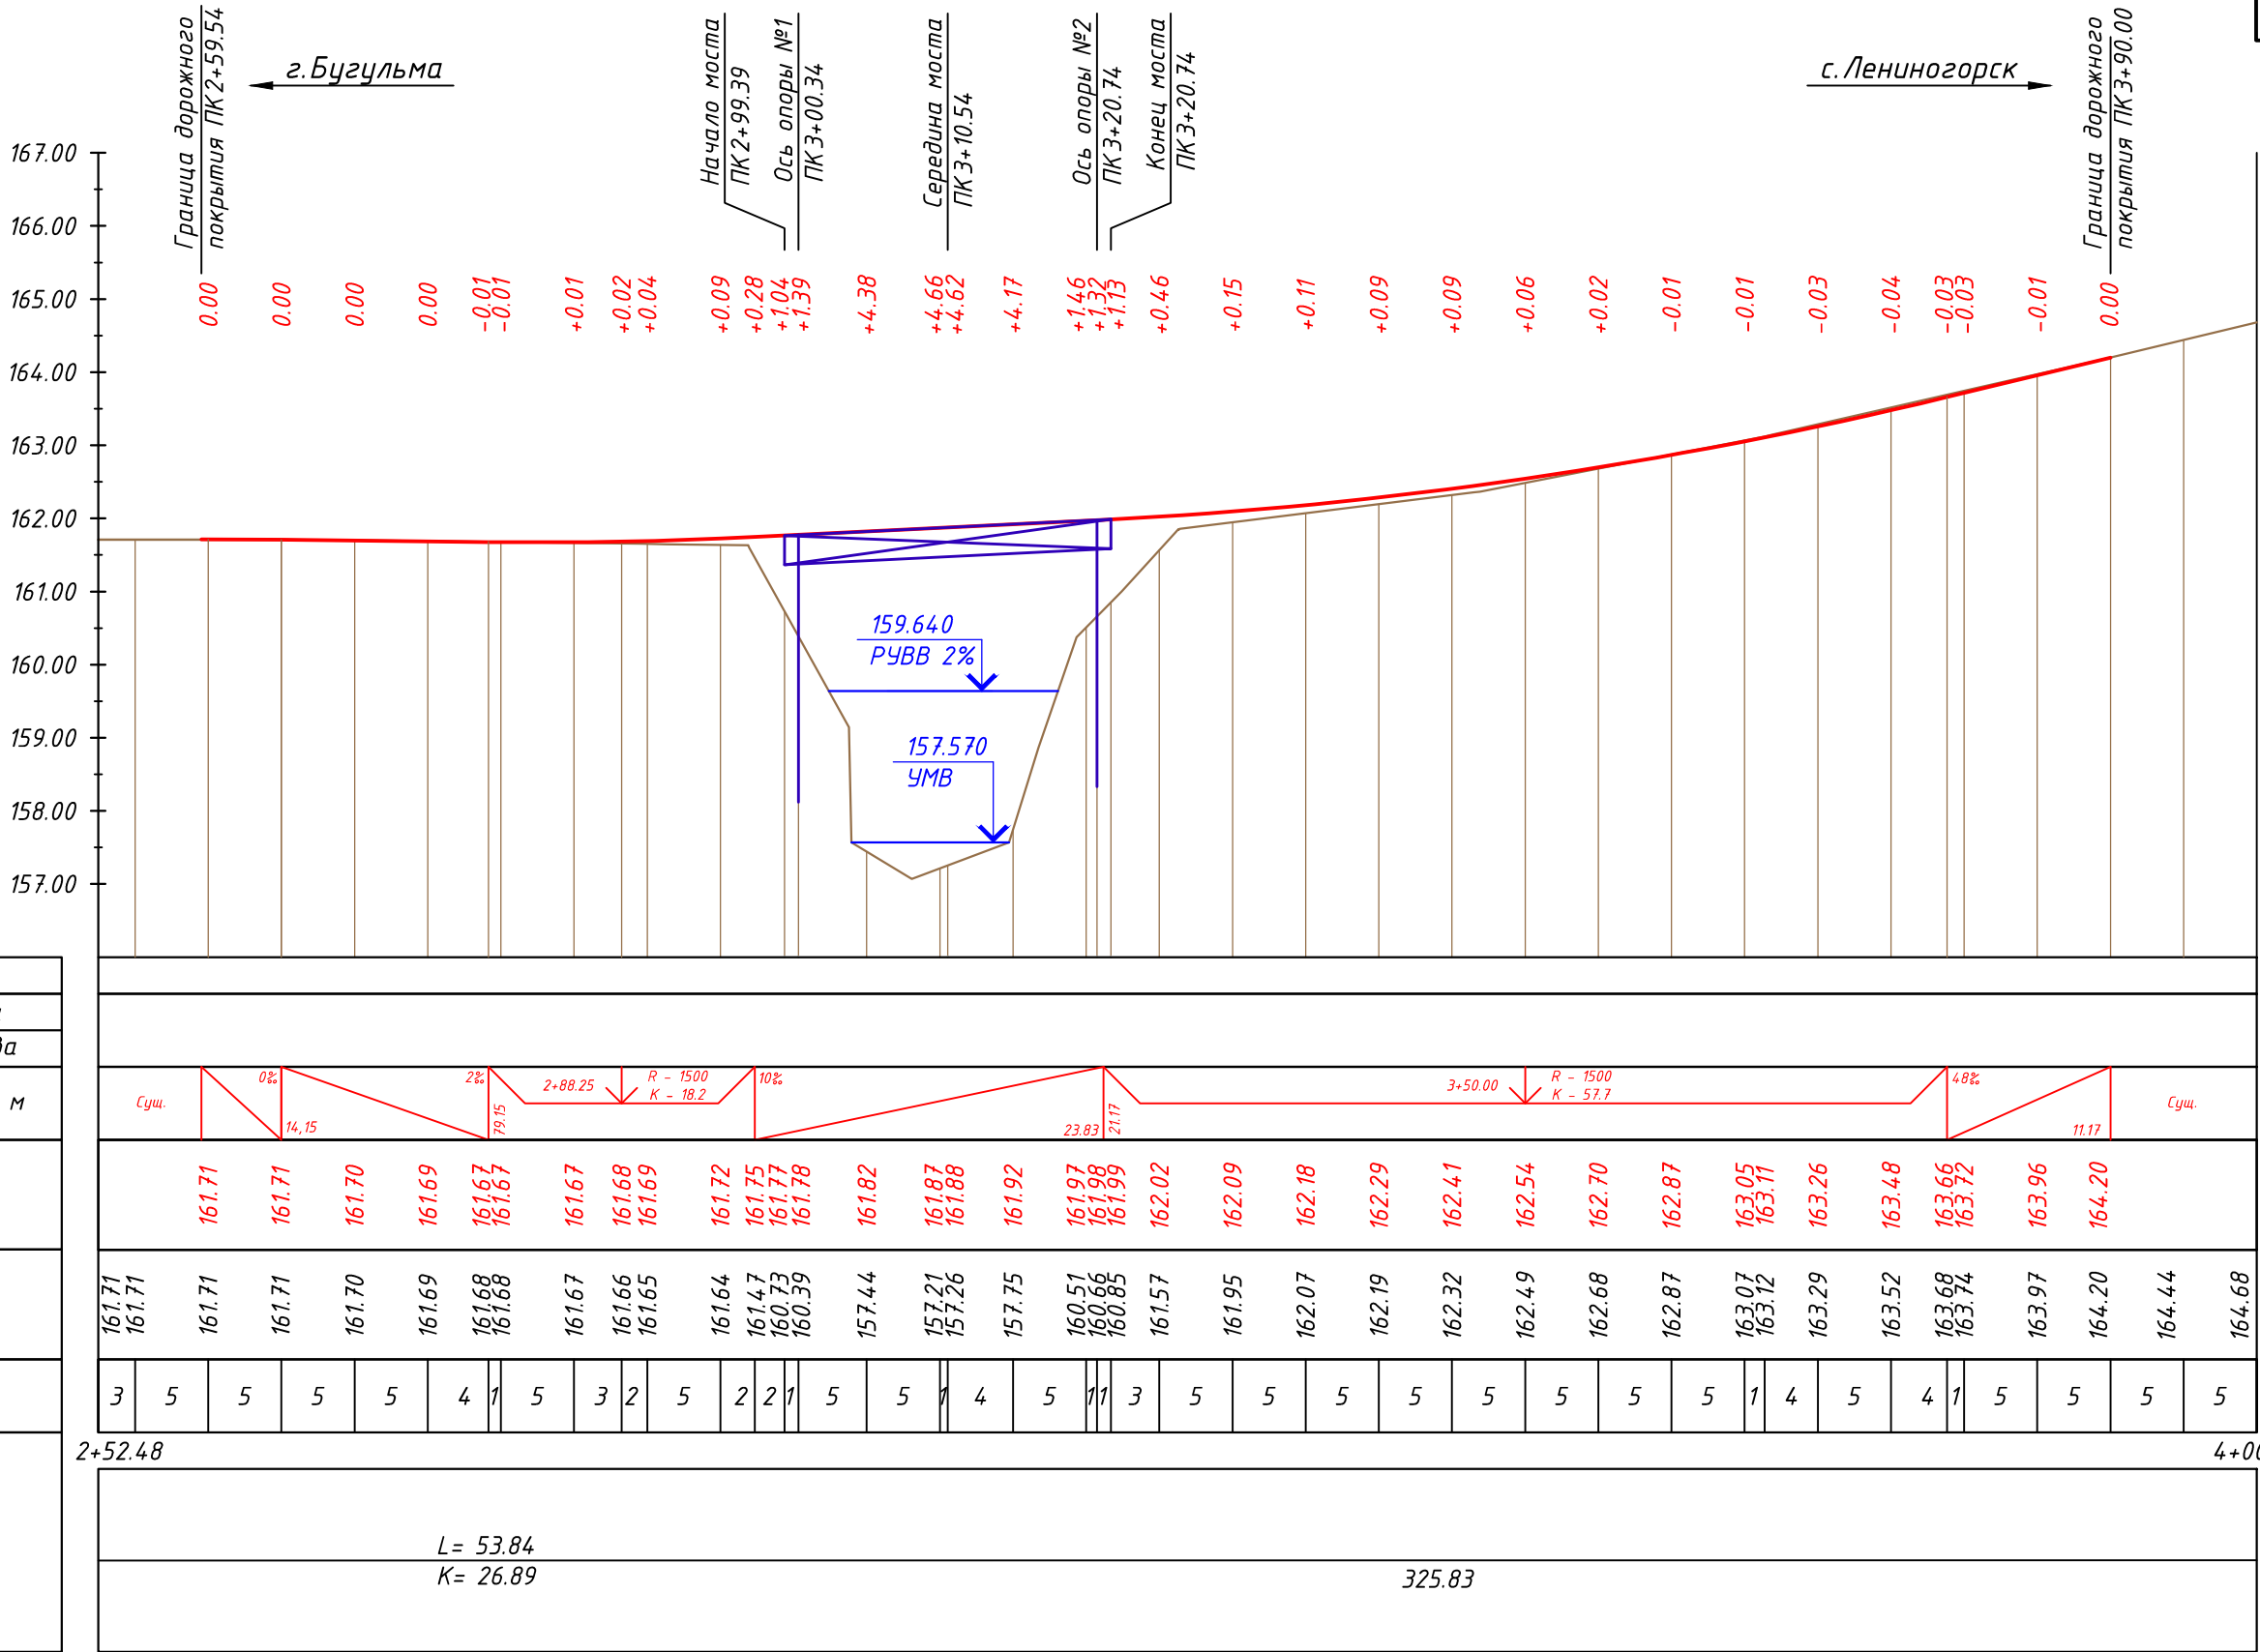 Граница дорожного
покрытия ПК2+59.54
г.Бугульма
Начало моста
ПК2+99.39
Ось опоры №1
ПК3+00.34
Середина моста
ПК3+10.54
Ось опоры №2
ПК3+20.74
Конец моста
ПК3+20.74
с.Лениногорск
Граница дорожного
покрытия ПК3+90.00
167.00
166.00
165.00
164.00
163.00
162.00
161.00
160.00
159.00
158.00
157.00
0.00 0.00 0.00 0.00 -0.01 -0.01 +0.01 +0.02 +0.04 +0.09 +0.28 +1.04 +1.39 +4.38 +4.66 +4.62 +4.17 +1.46 +1.32 +1.13 +0.46 +0.15 +0.11 +0.09 +0.09 +0.06 +0.02 -0.01 -0.01 -0.03 -0.04 -0.03 -0.03 -0.01 0.00
159.640
РУВВ 2%
157.570
УМВ
ва
м
Сущ.
0‰
14,15
2‰
79.15
2+88.25
R - 1500
K - 18.2
10‰
23.83
21.17
3+50.00
R - 1500
K - 57.7
48‰
11.17
Сущ.
161.71 161.71 161.70 161.69 161.67 161.67 161.67 161.68 161.69 161.72 161.75 161.77 161.78 161.82 161.87 161.88 161.92 161.97 161.98 161.99 162.02 162.09 162.18 162.29 162.41 162.54 162.70 162.87 163.05 163.11 163.26 163.48 163.66 163.72 163.96 164.20
161.71 161.71 161.71 161.71 161.70 161.69 161.68 161.68 161.67 161.66 161.65 161.64 161.47 160.73 160.39 157.44 157.21 157.26 157.75 160.51 160.66 160.85 161.57 161.95 162.07 162.19 162.32 162.49 162.68 162.87 163.07 163.12 163.29 163.52 163.68 163.74 163.97 164.20 164.44 164.68
3 5 5 5 5 4 1 5 3 2 5 2 2 1 5 5 1 4 5 1 1 3 5 5 5 5 5 5 5 5 1 4 5 4 1 5 5 5 5
2+52.48
4+00
L= 53.84
K= 26.89
325.83